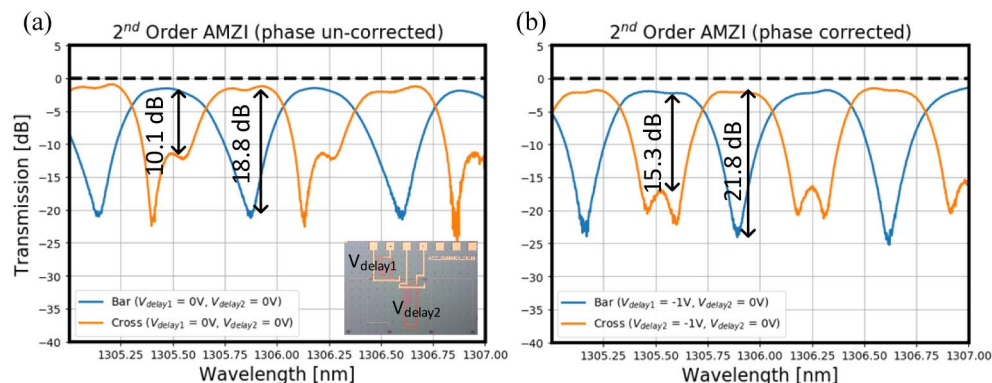 (a)
2nd Order AMZI (phase un-corrected)
5
0
−5
−10
−15
−20
−25
−30
−35
−40
Transmission [dB]
10.1 dB
18.8 dB
Vdelay1
Vdelay2
Bar (Vdelay1 = 0V, Vdelay2 = 0V)
Cross (Vdelay1 = 0V, Vdelay2 = 0V)
1305.25 1305.50 1305.75 1306.00 1306.25 1306.50 1306.75 1307.00
Wavelength [nm]
(b)
2nd Order AMZI (phase corrected)
5
0
−5
−10
−15
−20
−25
−30
−35
−40
15.3 dB
21.8 dB
Bar (Vdelay1 = -1V, Vdelay2 = 0V)
Cross (Vdelay2 = -1V, Vdelay2 = 0V)
1305.25 1305.50 1305.75 1306.00 1306.25 1306.50 1306.75 1307.00
Wavelength [nm]